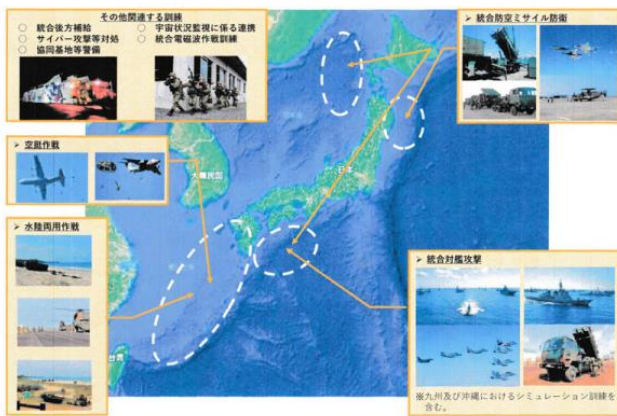 その他関連する訓練
○ 統合後方補給
○ サイバー攻撃等対処
○ 協同基地等警備
○ 宇宙状況監視に係る連携
○ 統合電磁波作戦訓練
➢ 統合防空ミサイル防衛
➢ 空挺作戦
大韓民国
日本
➢ 水陸両用作戦
台湾
➢ 統合対艦攻撃
※九州及び沖縄におけるシミュレーション訓練を
含む。